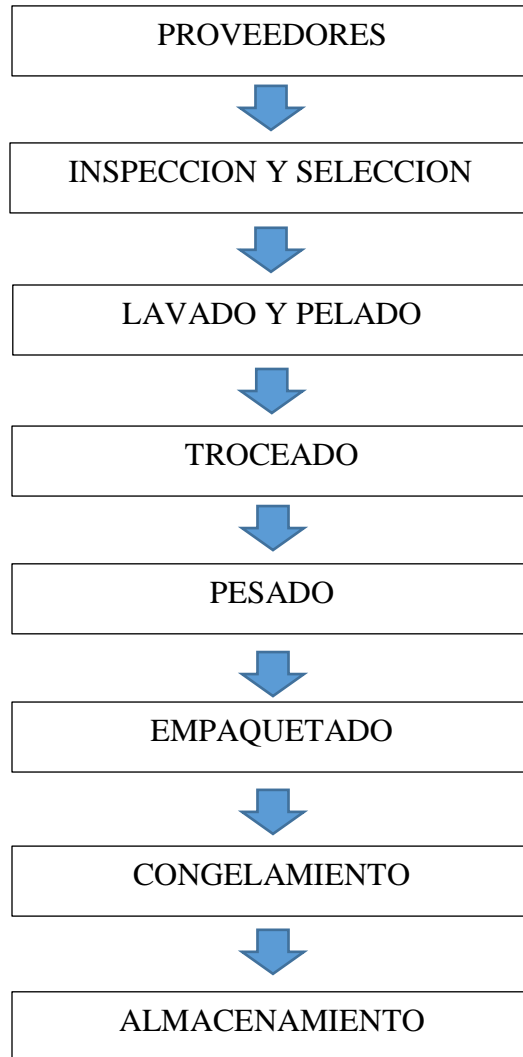 PROVEEDORES
INSPECCION Y SELECCION
LAVADO Y PELADO
TROCEADO
PESADO
EMPAQUETADO
CONGELAMIENTO
ALMACENAMIENTO